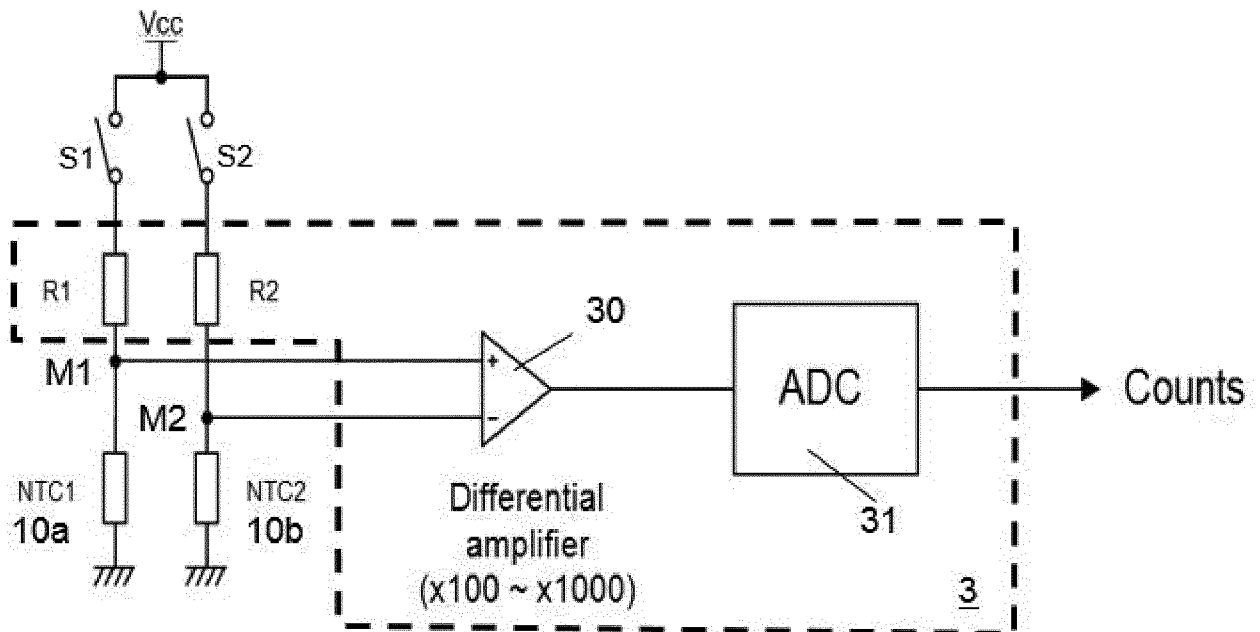 Vcc
S1
S2
R1
R2
30
M1
+
ADC
Counts
M2
−
NTC1
10a
NTC2
10b
Differential
amplifier
(x100 ~ x1000)
31
3